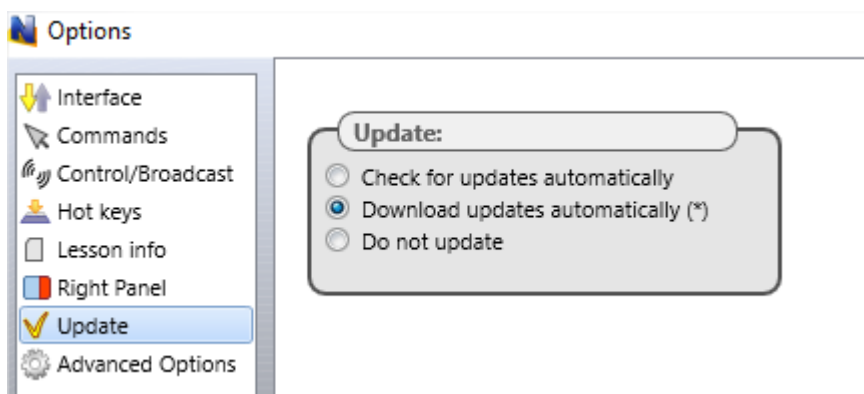 Options
Interface
Commands
Control/Broadcast
Hot keys
Lesson info
Right Panel
Update
Advanced Options
Update:
Check for updates automatically
Download updates automatically (*)
Do not update